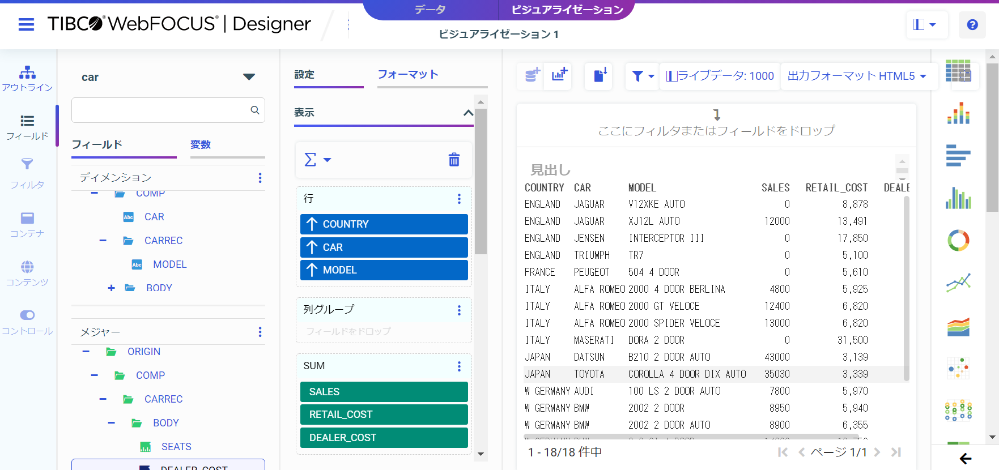 データ
ビジュアライゼーション
TIBCO® WebFOCUS® | Designer
ビジュアライゼーション 1
アウトライン
フィールド
フィルタ
コンテナ
コンテンツ
コントロール
car
フィールド
変数
ディメンション
COMP
Abc CAR
CARREC
Abc MODEL
BODY
メジャー
ORIGIN
COMP
CARREC
BODY
SEATS
DEALER_COST
設定
フォーマット
表示
行
COUNTRY
CAR
MODEL
列グループ
フィールドをドロップ
SUM
SALES
RETAIL_COST
DEALER_COST
ライブデータ: 1000
出力フォーマット HTML5
ここにフィルタまたはフィールドをドロップ
見出し
COUNTRY CAR MODEL SALES RETAIL_COST DEALE
ENGLAND JAGUAR V12XKE AUTO 0 8,878
ENGLAND JAGUAR XJ12L AUTO 12000 13,491
ENGLAND JENSEN INTERCEPTOR III 0 17,850
ENGLAND TRIUMPH TR7 0 5,100
FRANCE PEUGEOT 504 4 DOOR 0 5,610
ITALY ALFA ROMEO 2000 4 DOOR BERLINA 4800 5,925
ITALY ALFA ROMEO 2000 GT VELOCE 12400 6,820
ITALY ALFA ROMEO 2000 SPIDER VELOCE 13000 6,820
ITALY MASERATI DORA 2 DOOR 0 31,500
JAPAN DATSUN B210 2 DOOR AUTO 43000 3,139
JAPAN TOYOTA COROLLA 4 DOOR DIX AUTO 35030 3,339
W GERMANY AUDI 100 LS 2 DOOR AUTO 7800 5,970
W GERMANY BMW 2002 2 DOOR 8950 5,940
W GERMANY BMW 2002 2 DOOR AUTO 8900 6,355
1 - 18/18 件中
ページ 1/1